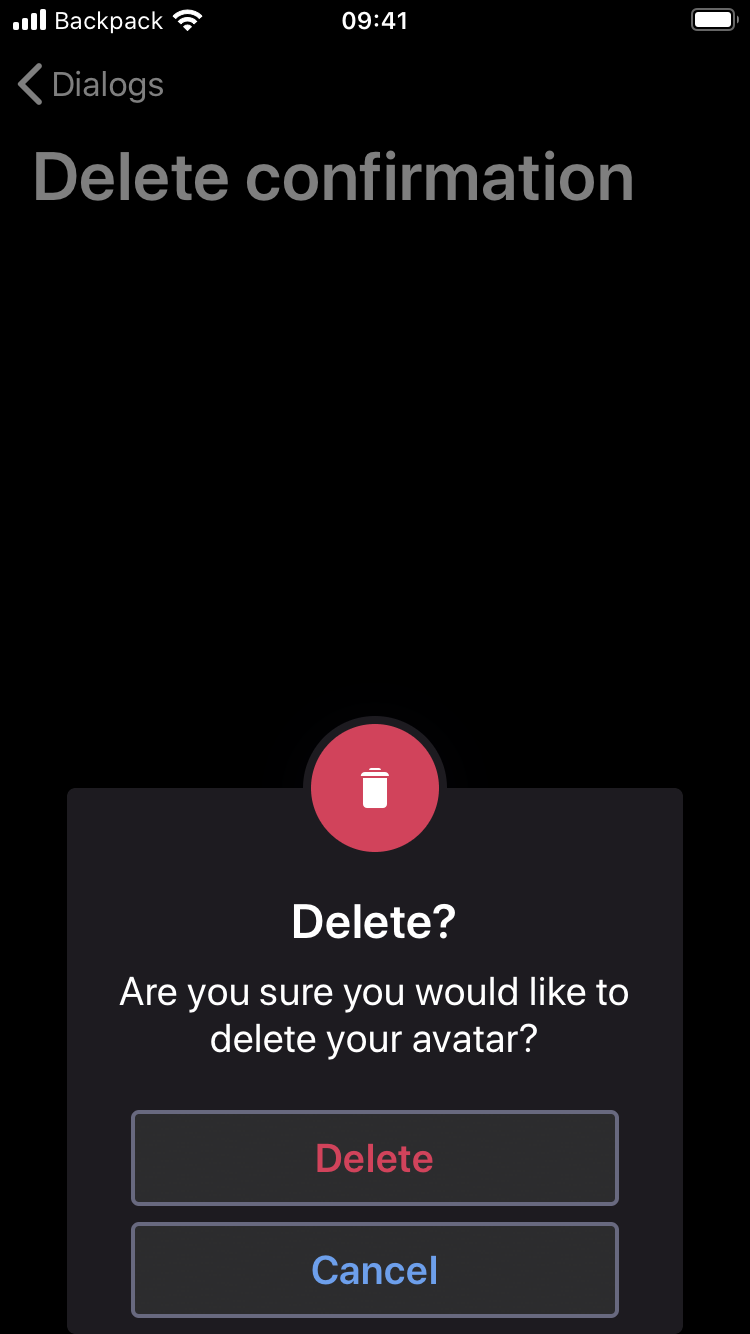 Backpack 09:41
Dialogs
Delete confirmation
Delete?
Are you sure you would like to
delete your avatar?
Delete
Cancel